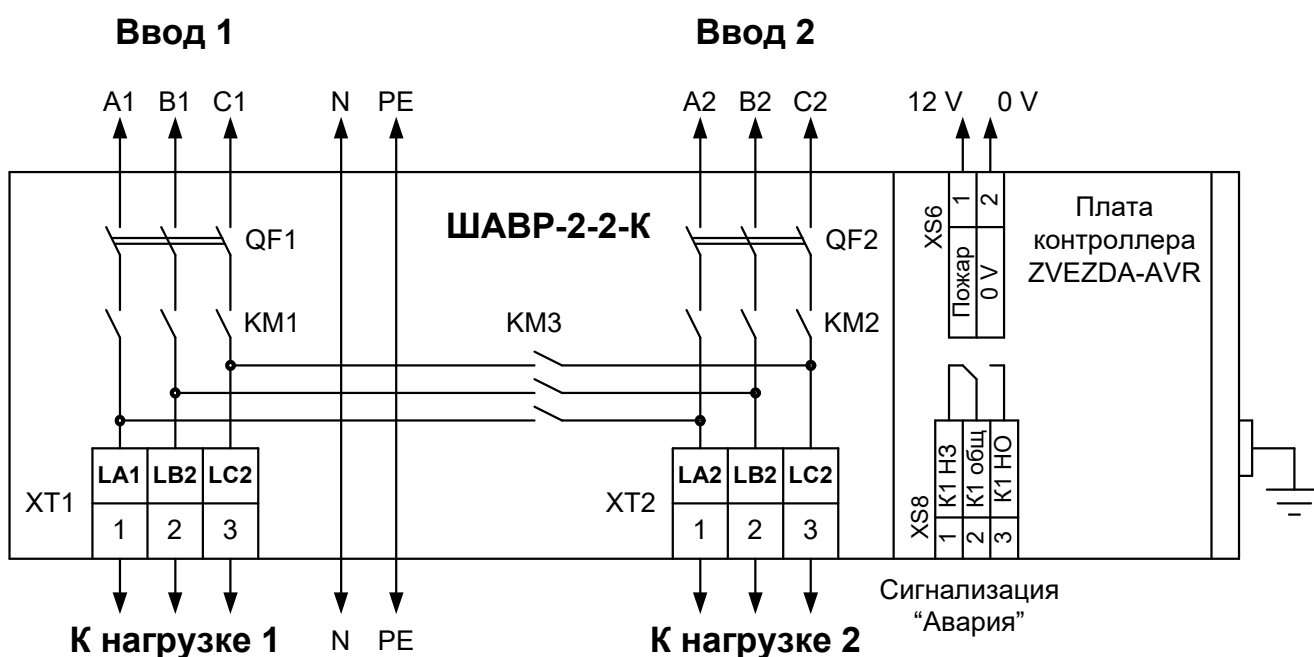 Ввод 1
Ввод 2
A1 B1 C1 N PE
A2 B2 C2
12 V 0 V
ШАВР-2-2-К
QF1
QF2
KM1
KM3
KM2
XS6
1
2
Пожар
0 V
Плата
контроллера
ZVEZDA-AVR
XT1
LA1 LB2 LC2
1 2 3
XT2
LA2 LB2 LC2
1 2 3
XS8
К1 НЗ
К1 общ
К1 НО
1
2
3
Сигнализация
“Авария”
К нагрузке 1
N PE
К нагрузке 2